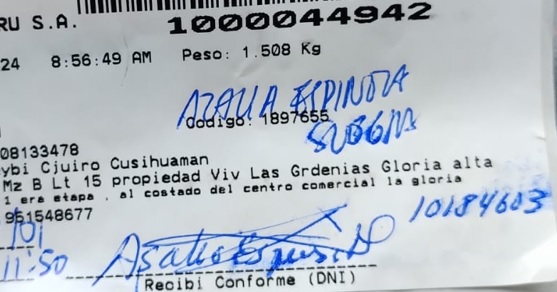 RU S.A.
1000044942
24 8:56:49 AM Peso: 1.508 Kg
AZALIA ESPINOZA
Codigo: 1897655
SUEGRA
08133478
ybi Cjuiro Cusihuaman
Mz B Lt 15 propiedad Viv Las Grdenias Gloria alta
1 era etapa , al costado del centro comercial la gloria
951548677
10184603
11:50
Recibi Conforme (DNI)